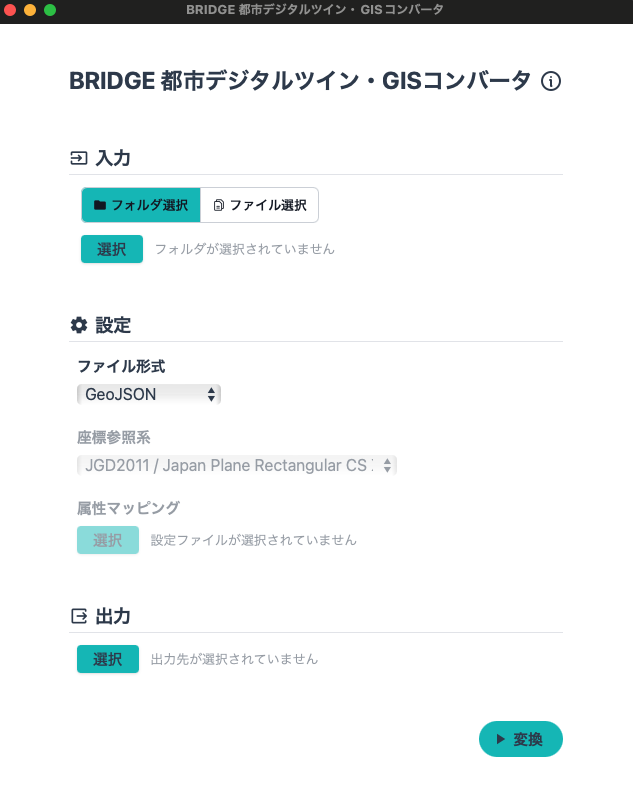 BRIDGE 都市デジタルツイン・GISコンバータ
BRIDGE 都市デジタルツイン・GISコンバータ
入力
フォルダ選択 ファイル選択
選択 フォルダが選択されていません
設定
ファイル形式
GeoJSON
座標参照系
JGD2011 / Japan Plane Rectangular CS
属性マッピング
選択 設定ファイルが選択されていません
出力
選択 出力先が選択されていません
変換